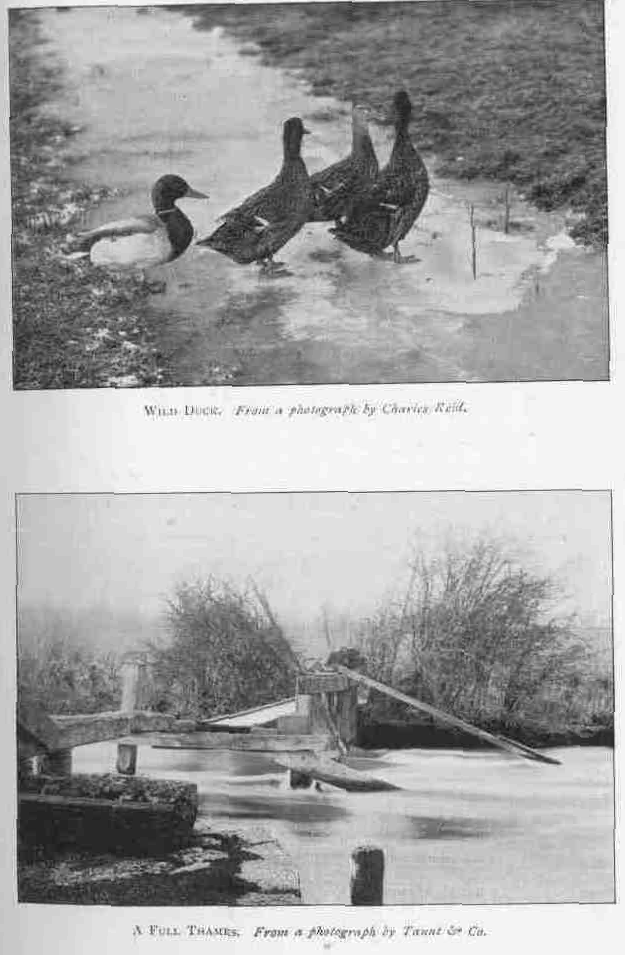 WILD DUCK. From a photograph by Charles Reid.
A FULL THAMES. From a photograph by Taunt & Co.